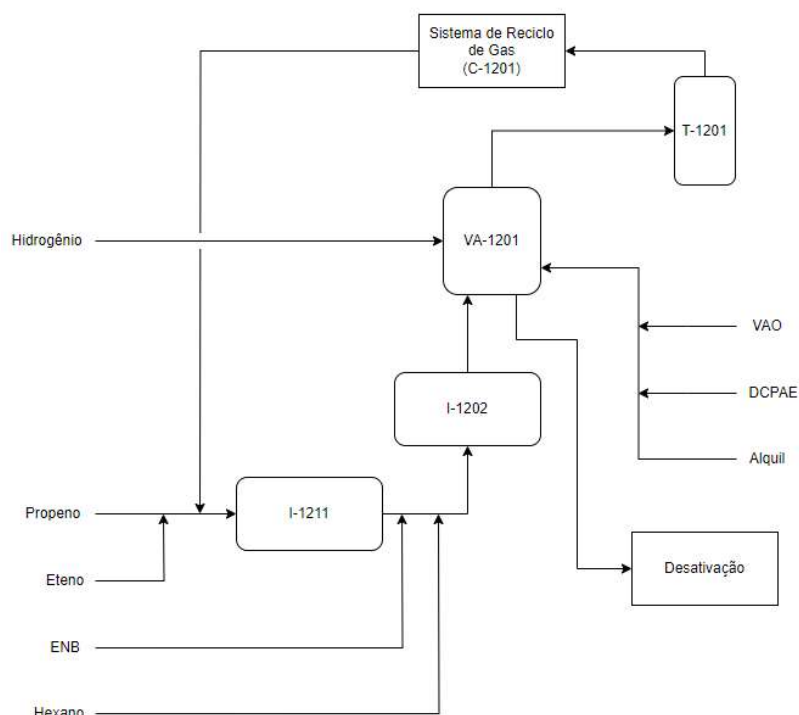 Sistema de Reciclo
de Gas
(C-1201)
T-1201
Hidrogênio
VA-1201
VAO
I-1202
DCPAE
Alquil
Propeno
I-1211
Desativação
Eteno
ENB
Hexano